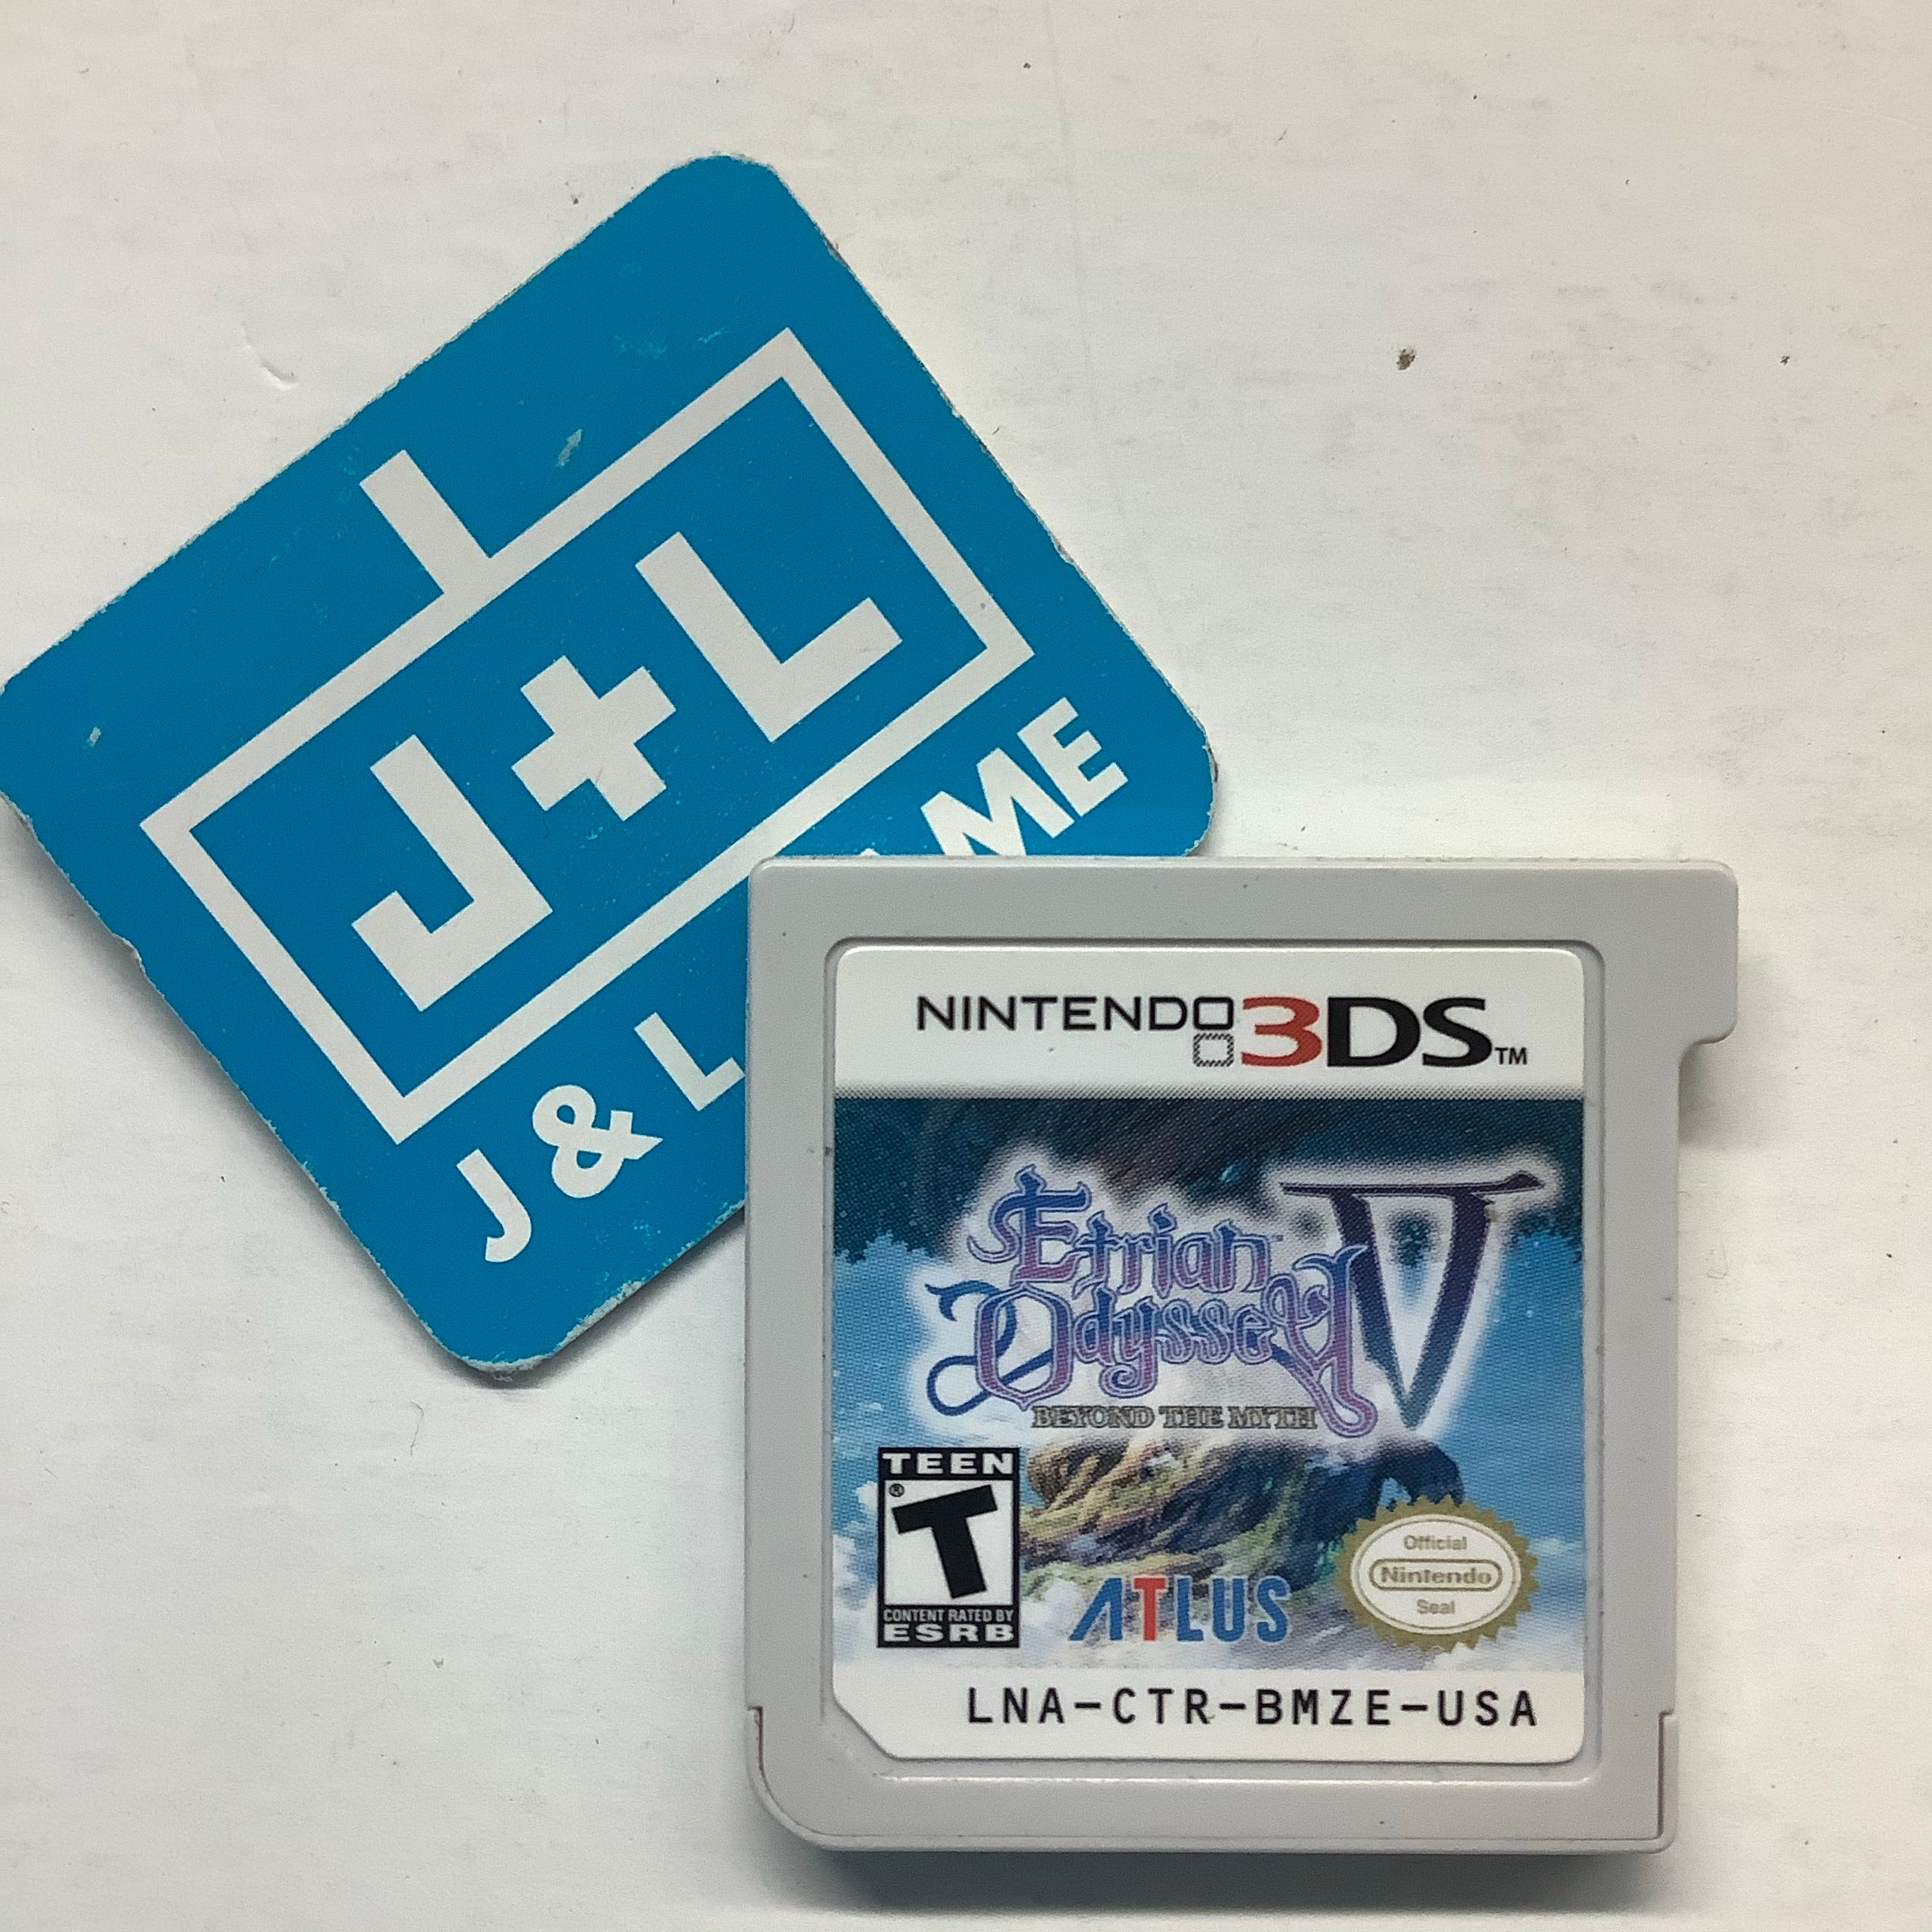 J+L
J & L
ME
NINTENDO 3DS™
Etrian™
Odyssey V
BEYOND THE MYTH
TEEN
T®
CONTENT RATED BY
ESRB
ATLUS
Official
Nintendo
Seal
LNA-CTR-BMZE-USA